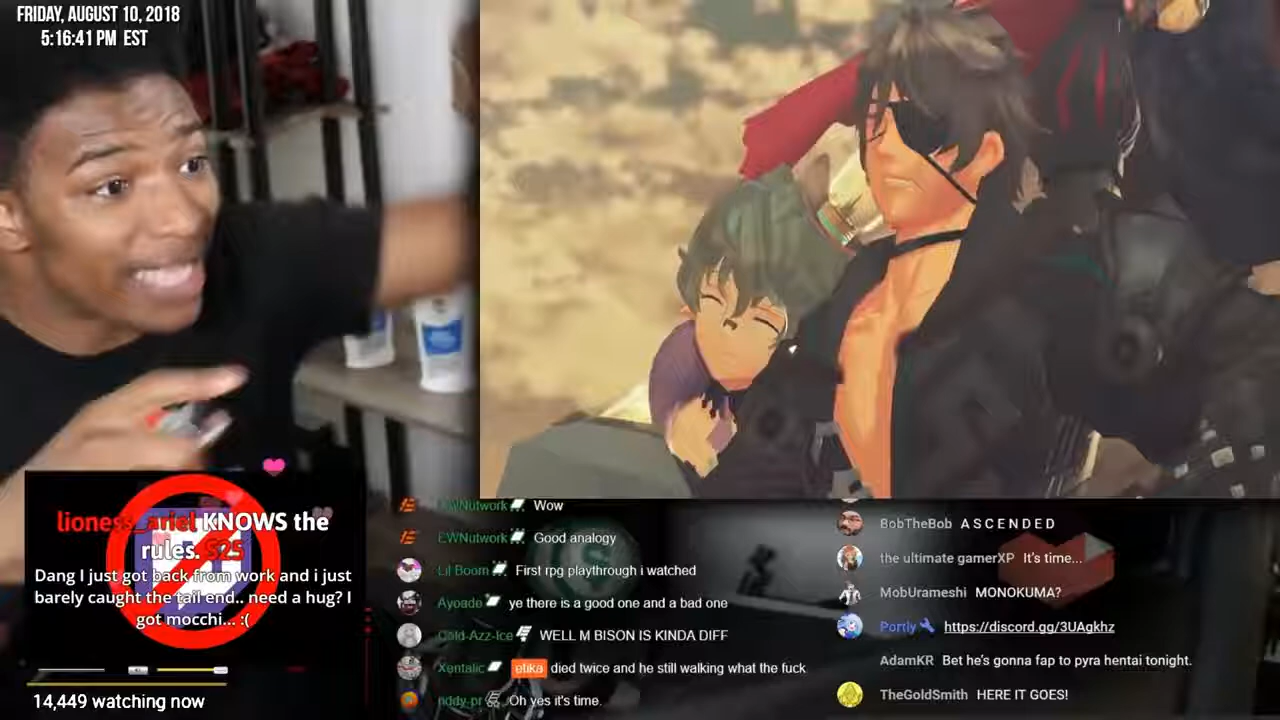 FRIDAY, AUGUST 10, 2018
5:16:41 PM EST
lioness_ariel KNOWS the
rules. $25
Dang I just got back from work and i just
barely caught the tail end.. need a hug? I
got mocchi... :(
14,449 watching now
EWNutwork Wow
EWNutwork Good analogy
Lil Boom First rpg playthrough i watched
Ayoade ye there is a good one and a bad one
Cold-Azz-Ice WELL M BISON IS KINDA DIFF
Xentalic etika died twice and he still walking what the fuck
Oh yes it's time.
BobTheBob A S C E N D E D
the ultimate gamerXP It's time...
MobUrameshi MONOKUMA?
Portly https://discord.gg/3UAgkhz
AdamKR Bet he's gonna fap to pyra hentai tonight.
TheGoldSmith HERE IT GOES!